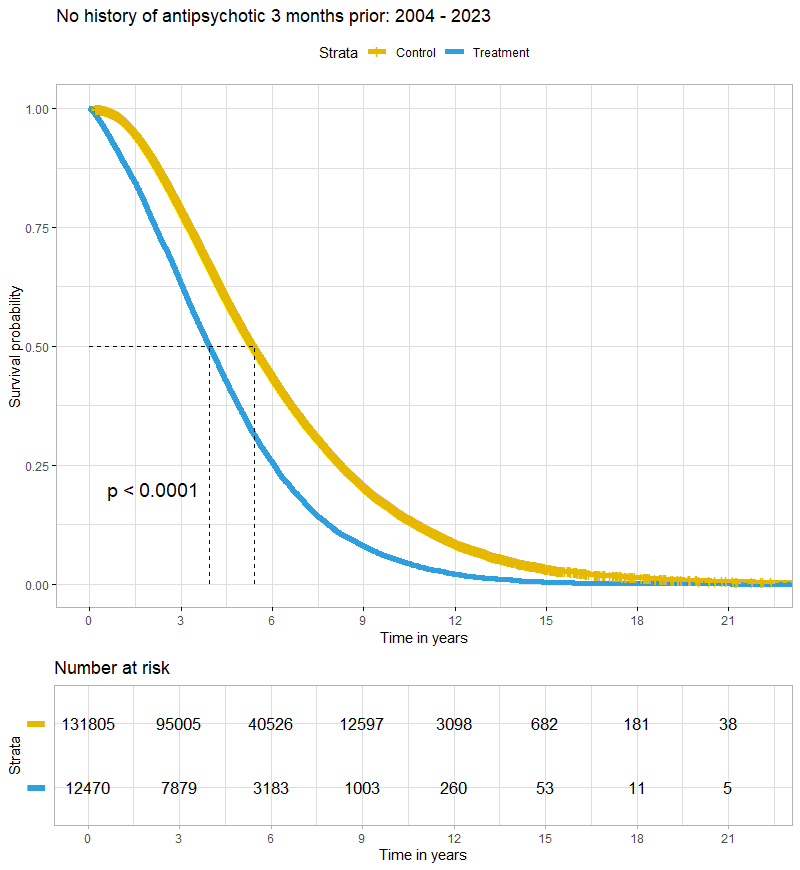 No history of antipsychotic 3 months prior: 2004 - 2023
Strata Control Treatment
Survival probability
1.00
0.75
0.50
0.25
0.00
p < 0.0001
0 3 6 9 12 15 18 21
Time in years
Number at risk
Strata
131805 95005 40526 12597 3098 682 181 38
12470 7879 3183 1003 260 53 11 5
0 3 6 9 12 15 18 21
Time in years